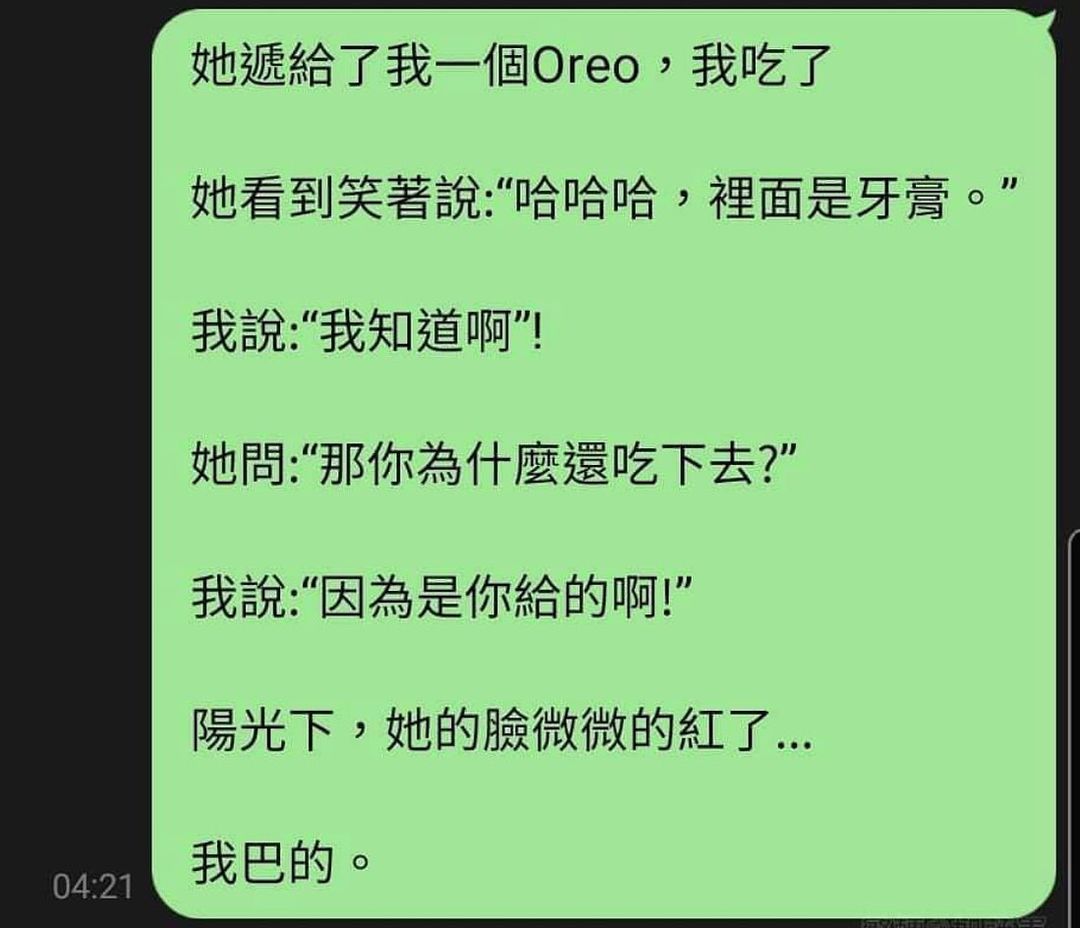 她遞給了我一個Oreo，我吃了
她看到笑著說:“哈哈哈，裡面是牙膏。”
我說:“我知道啊”!
她問:“那你為什麼還吃下去?”
我說:“因為是你給的啊!”
陽光下，她的臉微微的紅了...
我巴的。
04:21